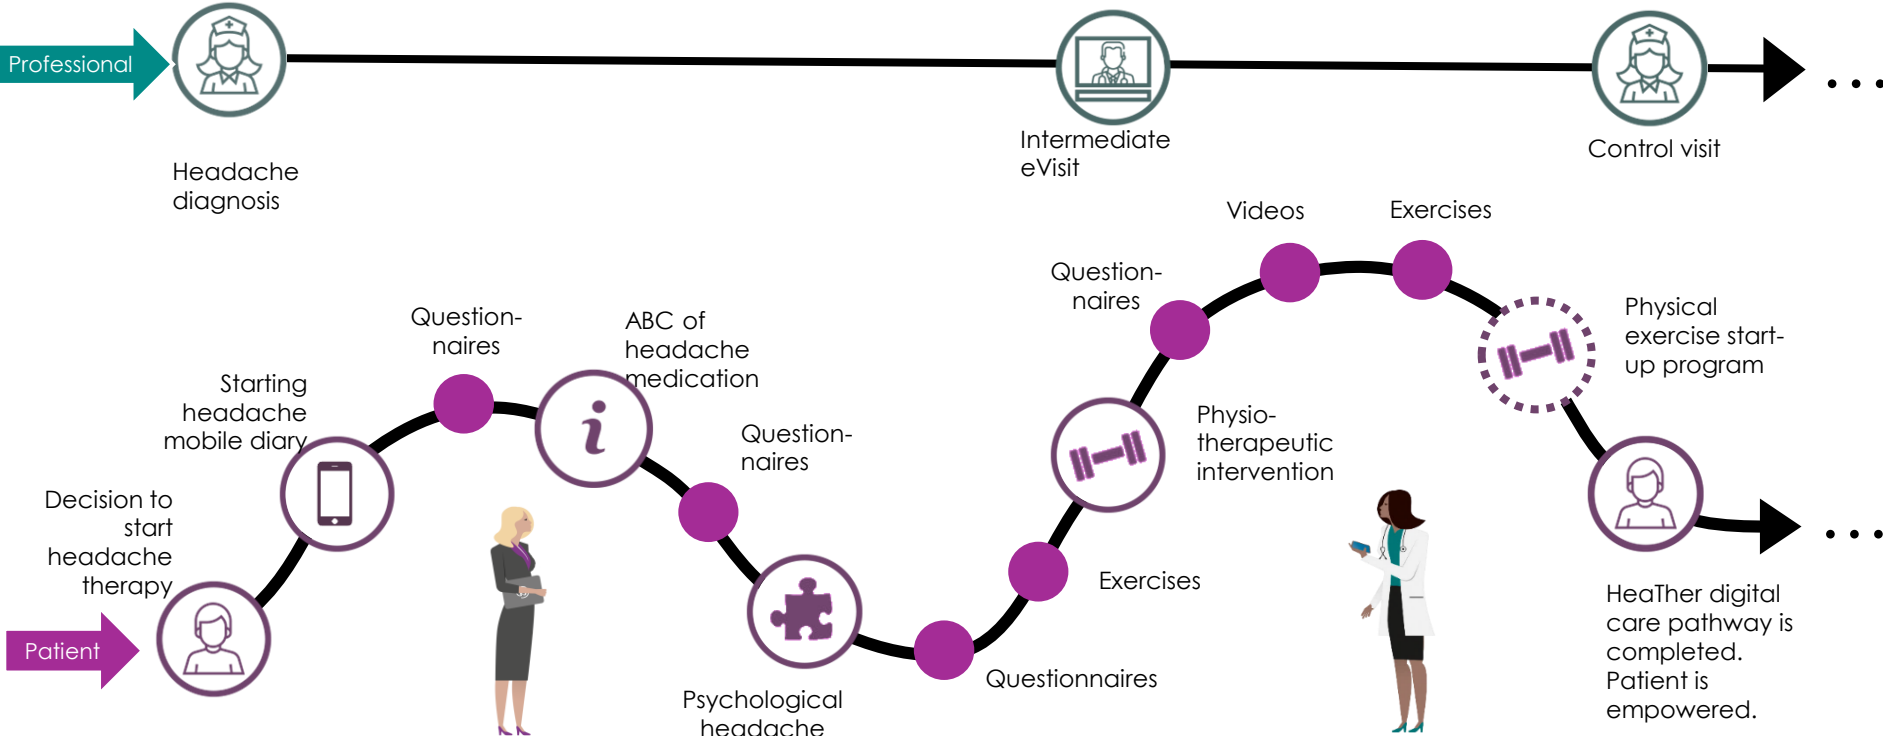 Professional
Headache
diagnosis
Intermediate
eVisit
Control visit
...
Patient
Decision to
start
headache
therapy
Starting
headache
mobile diary
Question-
naires
ABC of
headache
medication
Question-
naires
Psychological
headache
Questionnaires
Exercises
Physio-
therapeutic
intervention
Question-
naires
Videos
Exercises
Physical
exercise start-
up program
HeaTher digital
care pathway is
completed.
Patient is
empowered.
...